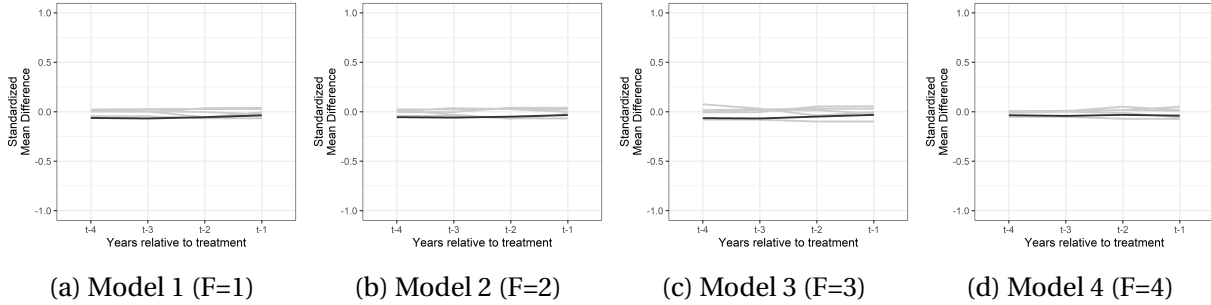 1.0
0.5
0.0
-0.5
-1.0
Standardized
Mean Difference
t-4 t-3 t-2 t-1
Years relative to treatment
(a) Model 1 (F=1)
1.0
0.5
0.0
-0.5
-1.0
Standardized
Mean Difference
t-4 t-3 t-2 t-1
Years relative to treatment
(b) Model 2 (F=2)
1.0
0.5
0.0
-0.5
-1.0
Standardized
Mean Difference
t-4 t-3 t-2 t-1
Years relative to treatment
(c) Model 3 (F=3)
1.0
0.5
0.0
-0.5
-1.0
Standardized
Mean Difference
t-4 t-3 t-2 t-1
Years relative to treatment
(d) Model 4 (F=4)